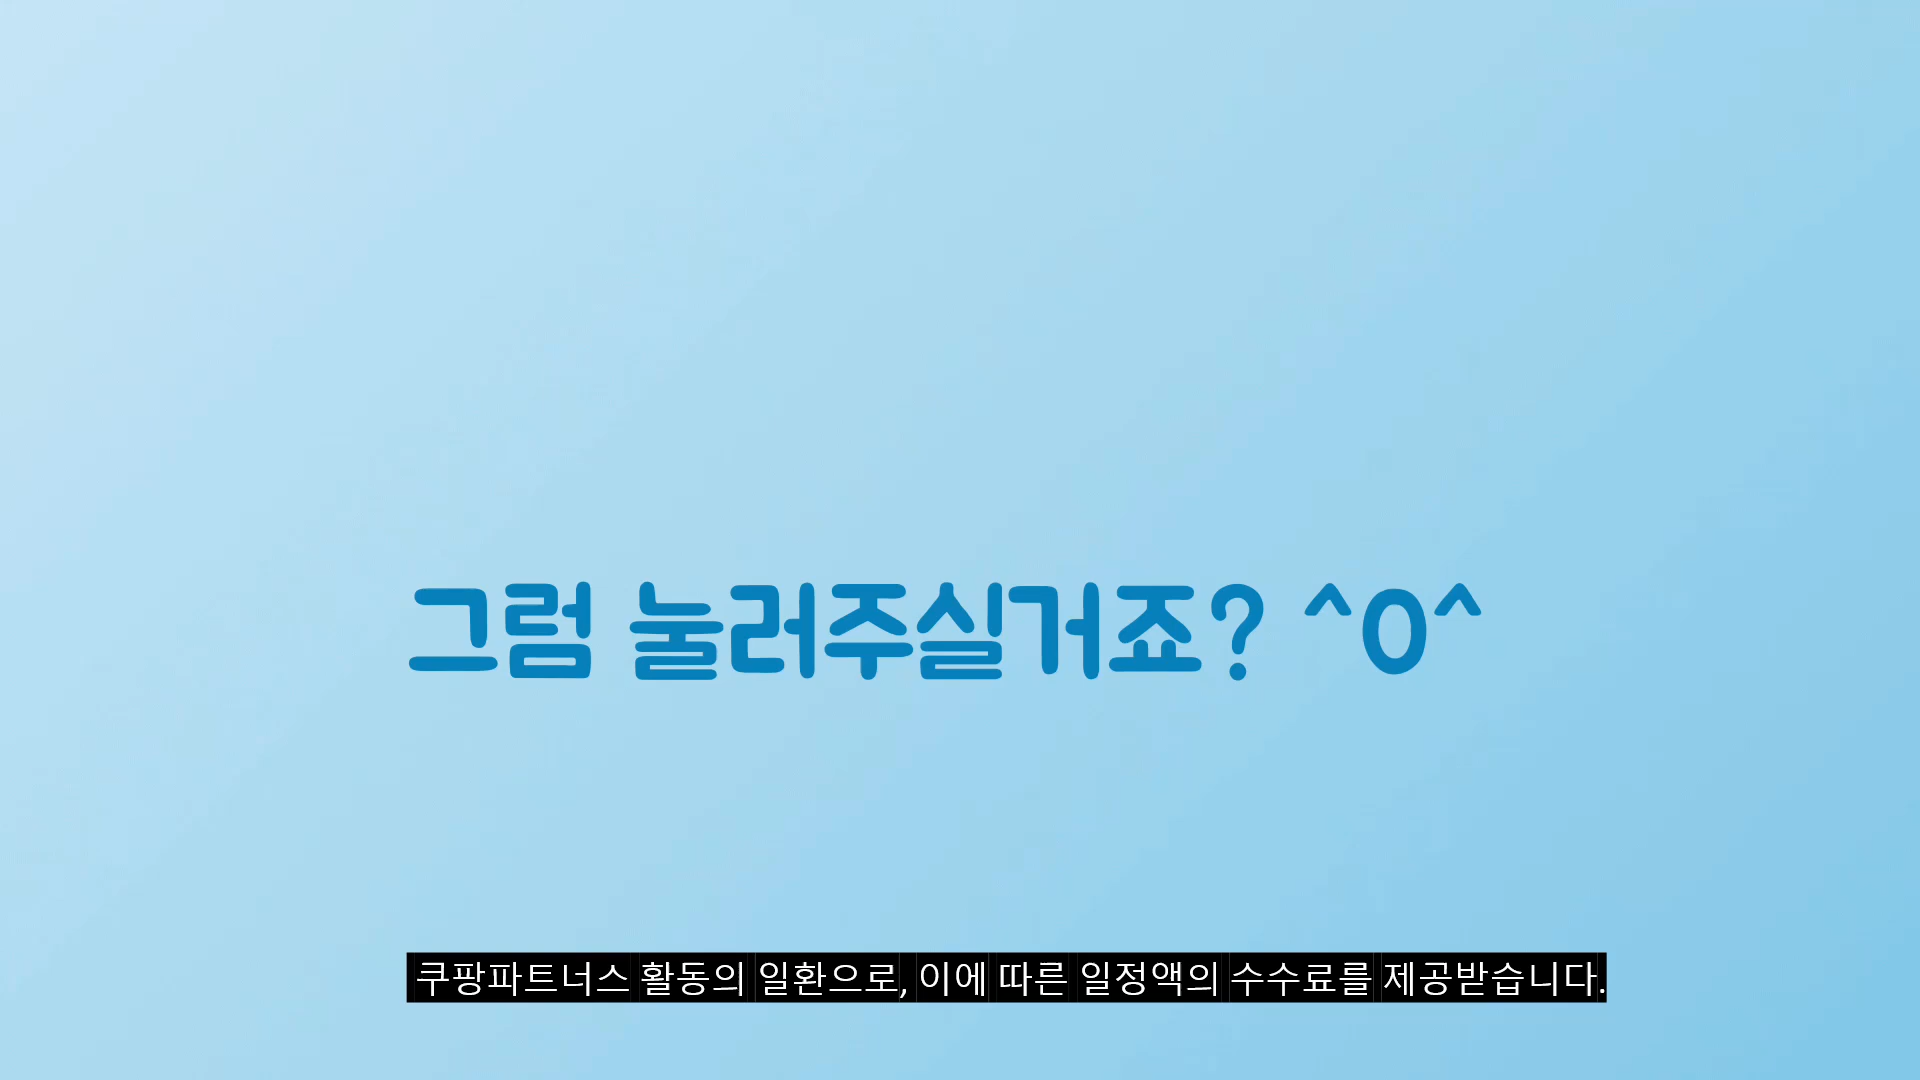 그럼 눌러주실거죠? ^0^
쿠팡파트너스 활동의 일환으로, 이에 따른 일정액의 수수료를 제공받습니다.